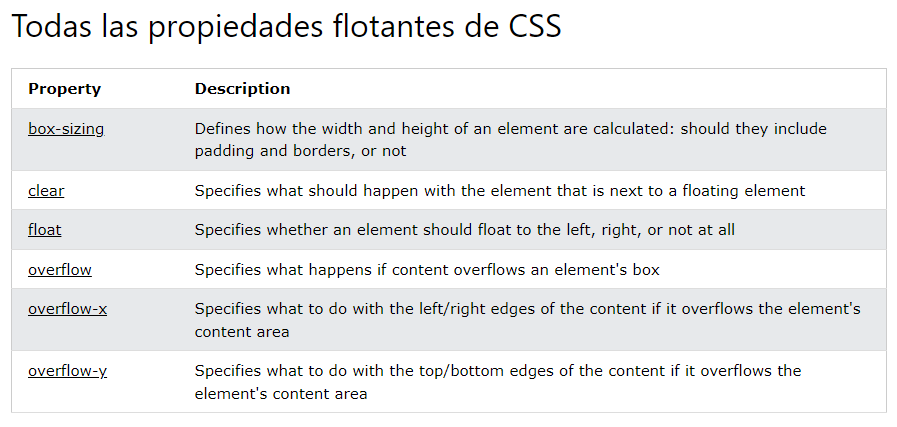 Todas las propiedades flotantes de CSS
Property Description
box-sizing Defines how the width and height of an element are calculated: should they include
padding and borders, or not
clear Specifies what should happen with the element that is next to a floating element
float Specifies whether an element should float to the left, right, or not at all
overflow Specifies what happens if content overflows an element's box
overflow-x Specifies what to do with the left/right edges of the content if it overflows the element's
content area
overflow-y Specifies what to do with the top/bottom edges of the content if it overflows the
element's content area